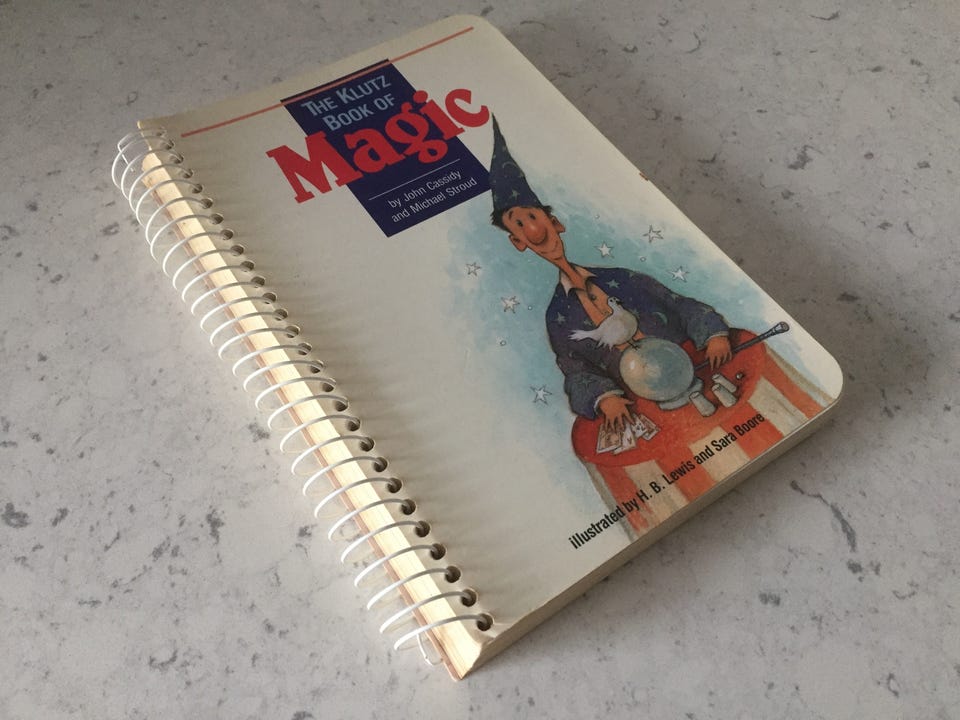 THE KLUTZ
BOOK OF
Magic
by John Cassidy
and Michael Stroud
illustrated by H. B. Lewis and Sara Boore